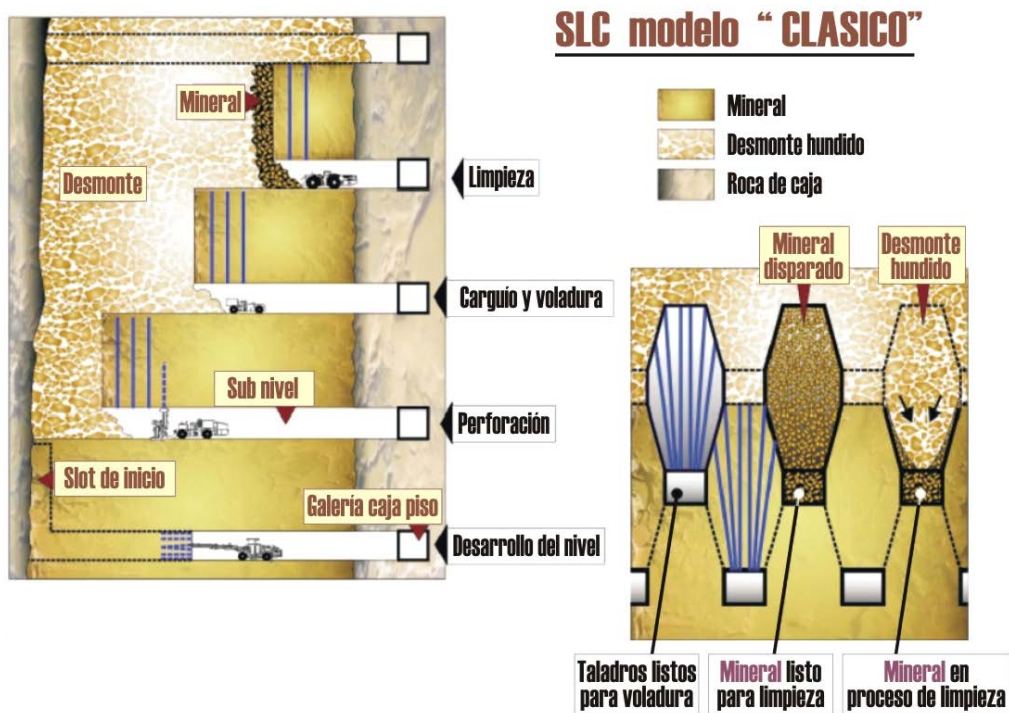 SLC modelo " CLASICO"
Mineral
Desmonte hundido
Roca de caja
Mineral
Desmonte
Limpieza
Carguío y voladura
Sub nivel
Perforación
Slot de inicio
Galería caja piso
Desarrollo del nivel
Mineral
disparado
Desmonte
hundido
Taladros listos
para voladura
Mineral listo
para limpieza
Mineral en
proceso de limpieza